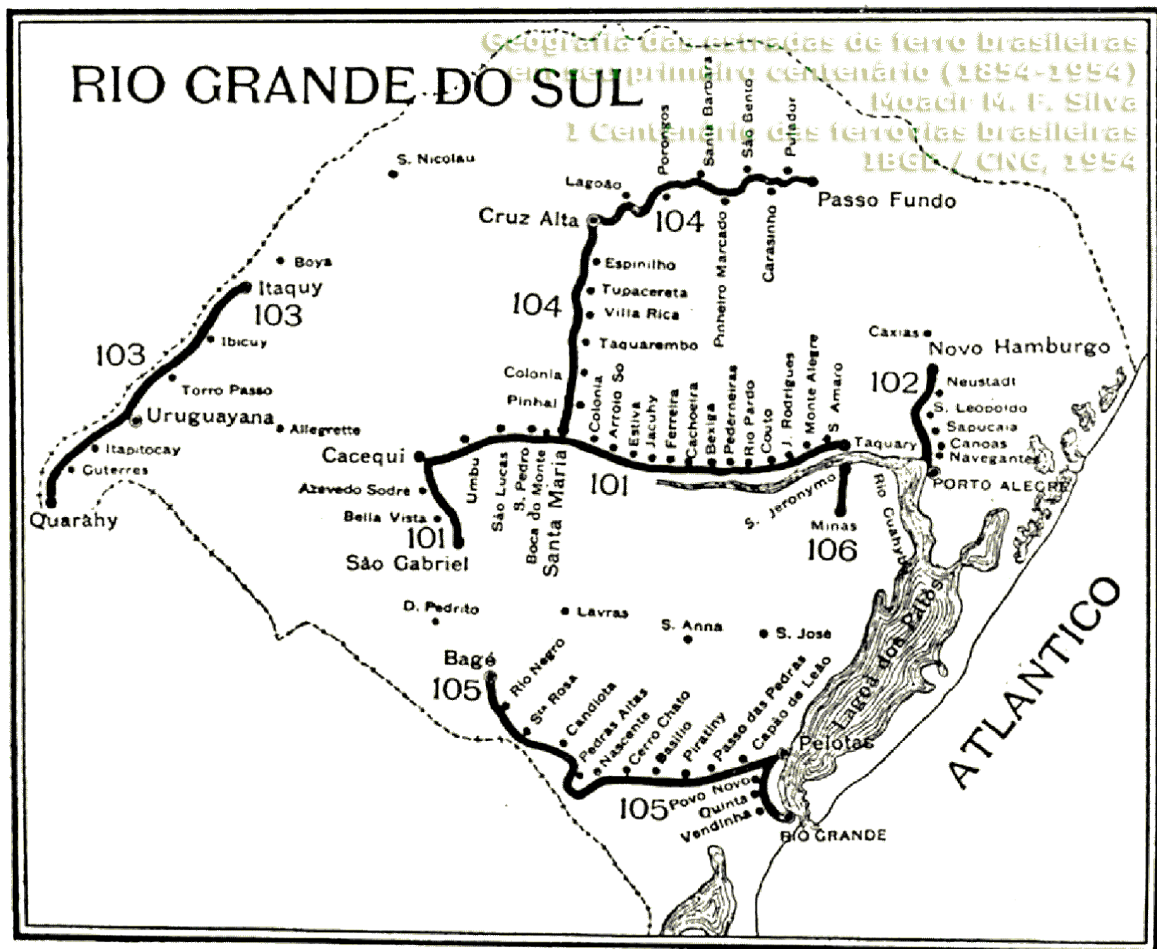 Geografia das estradas de ferro brasileiras
em seu primeiro centenário (1854-1954)
Moacir M. F. Silva
1 Centenário das ferrovias brasileiras
IBGE / CNG, 1954
RIO GRANDE DO SUL
S. Nicolau
Lagoão
Porongos
Santa Barbara
São Bento
Pulador
Cruz Alta
104
Pinheiro Marcado
Carasinho
Passo Fundo
Boya
Itaquy
103
Espinilho
Tupacereta
104
Villa Rica
Taquarembo
Colonia
Pinhal
103
Ibicuy
Torro Passo
Uruguayana
Itapitocay
Guterres
Quarahy
Allegrette
Caxias
Novo Hamburgo
102
Neustadt
S. Leopoldo
Sapucaia
Canoas
Navegantes
PORTO ALEGRE
Cacequi
Azevedo Sodré
Bella Vista
101
São Gabriel
Umbú
São Lucas
S. Pedro
Boca do Monte
Santa Maria
Colonia
Arroio So
Estiva
Jacuhy
Ferreira
Cachoeira
Bexiga
Pederneiras
Rio Pardo
Couto
J. Rodrigues
Monte Alegre
S. Amaro
Taquary
101
S. Jeronymo
Minas
106
Rio Guahyba
Lagoa dos Patos
ATLANTICO
D. Pedrito
Lavras
S. Anna
S. José
Bagé
105
Rio Negro
Sta Rosa
Candiota
Pedras Altas
Nascente
Cerro Chato
Basilio
Piratiny
Passo das Pedras
Capão de Leão
Pelotas
105
Povo Novo
Quinta
Vendinha
RIO GRANDE